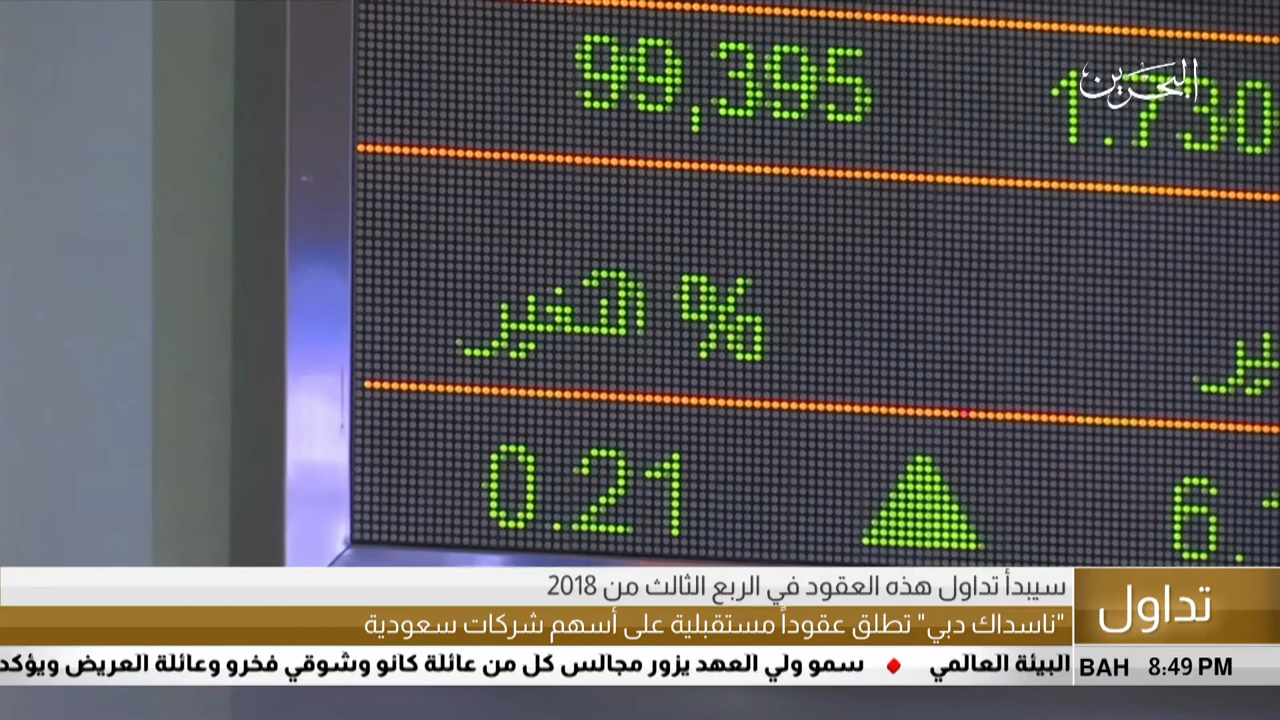 99,395
البحرين
% التغير
0.21
سيبدأ تداول هذه العقود في الربع الثالث من 2018
تداول
"ناسداك دبي" تطلق عقوداً مستقبلية على أسهم شركات سعودية
البيئة العالمي • سمو ولي العهد يزور مجالس كل من عائلة كانو وشوقي فخرو وعائلة العريض ويؤكد
BAH 8:49 PM